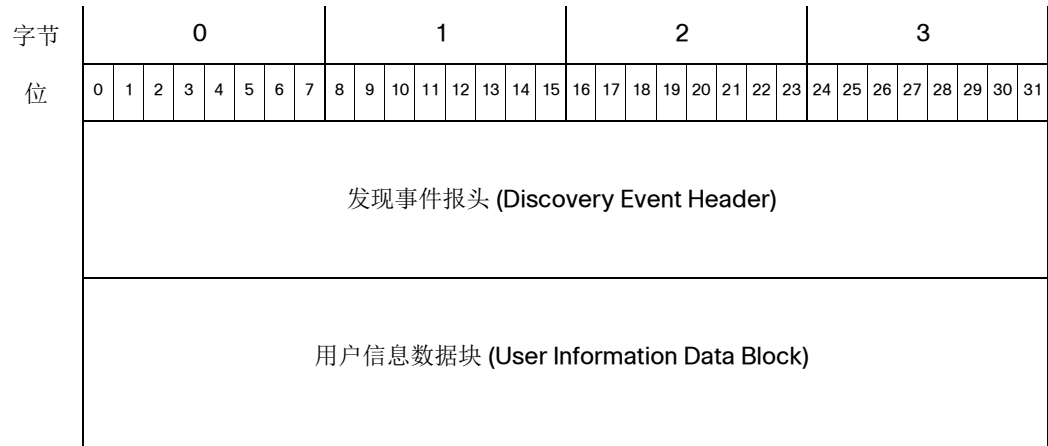 字节 0 1 2 3
位 0 1 2 3 4 5 6 7 8 9 10 11 12 13 14 15 16 17 18 19 20 21 22 23 24 25 26 27 28 29 30 31
发现事件报头 (Discovery Event Header)
用户信息数据块 (User Information Data Block)